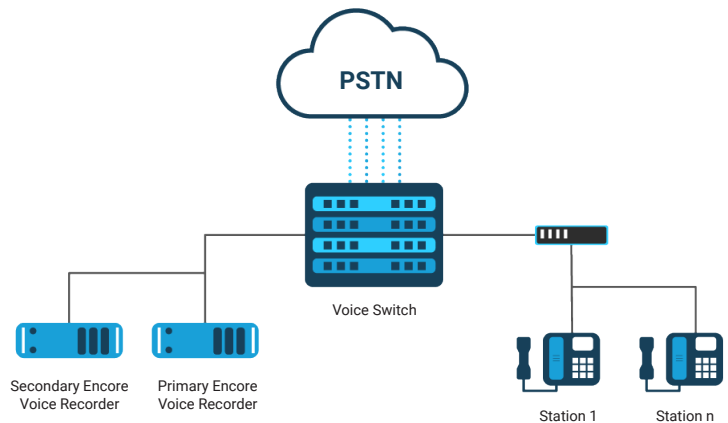 PSTN
Voice Switch
Secondary Encore
Voice Recorder
Primary Encore
Voice Recorder
Station 1
Station n